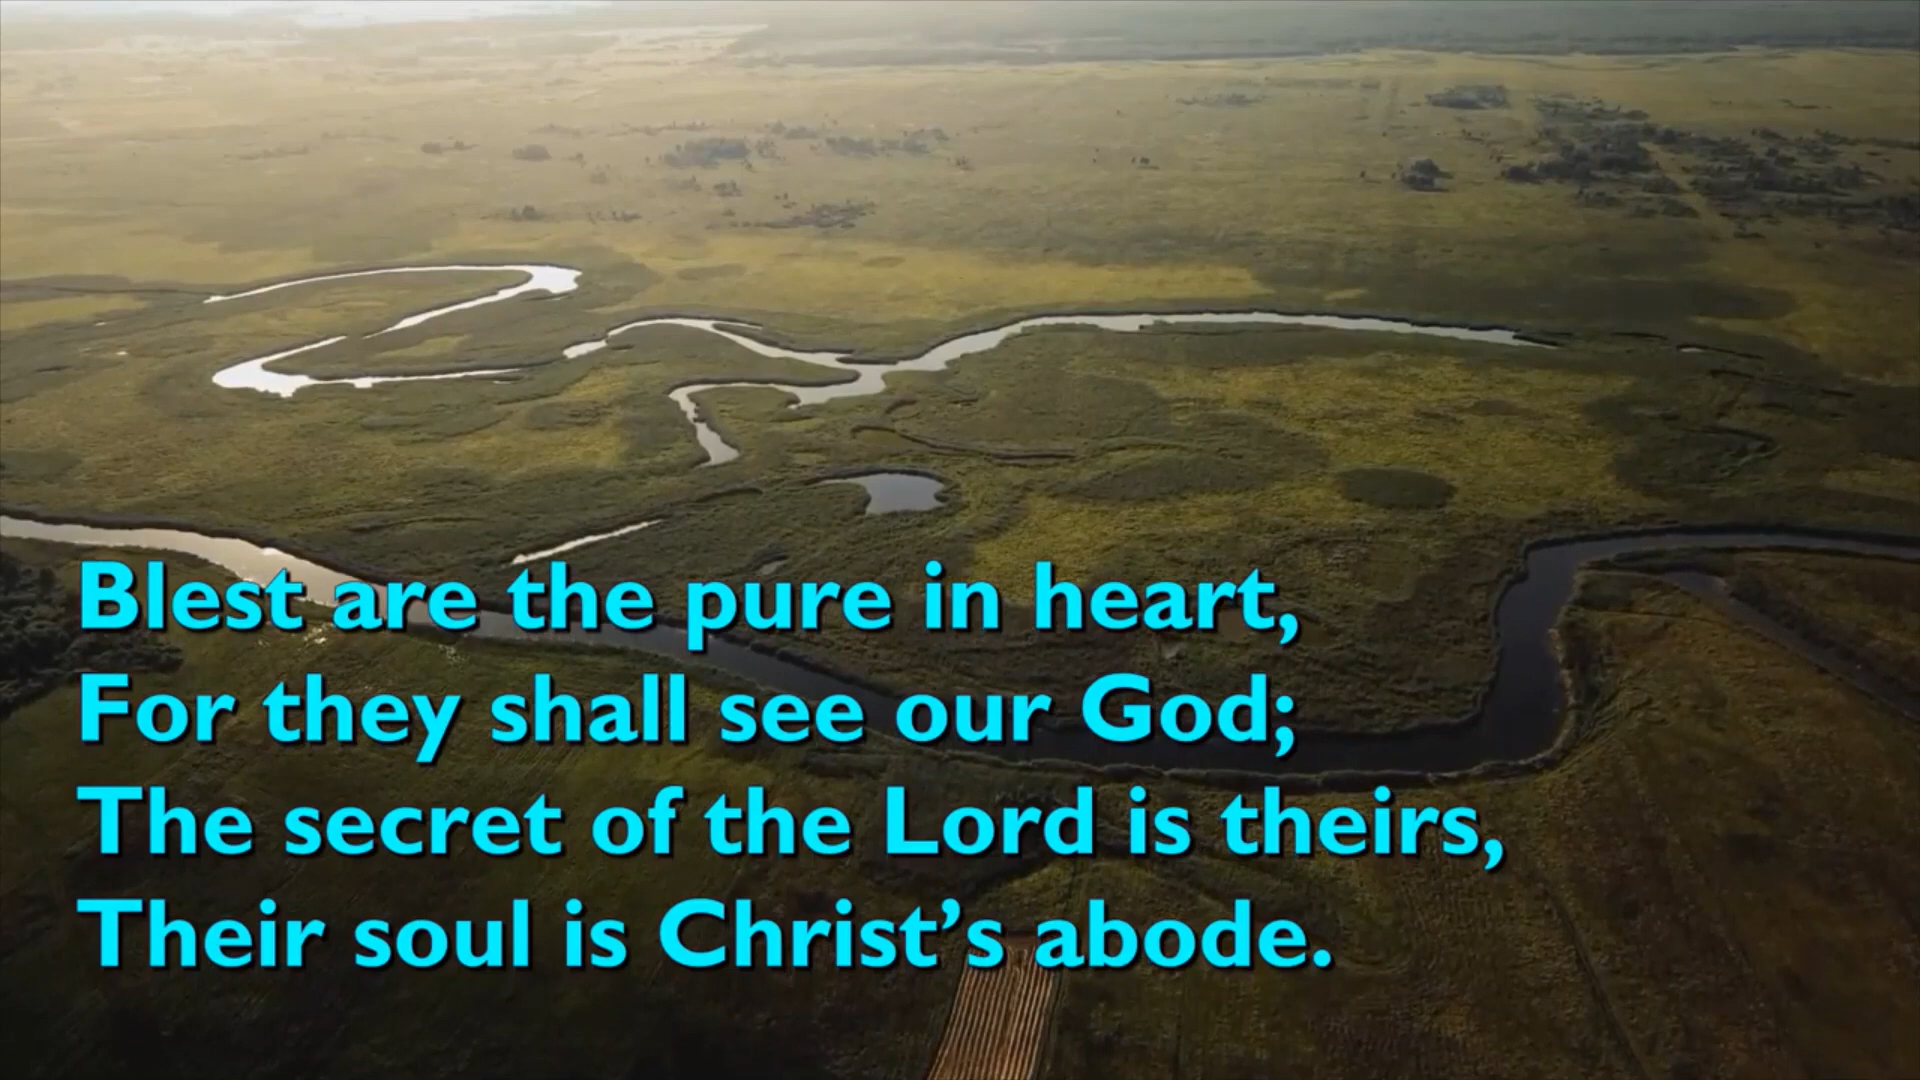 Blest are the pure in heart,
For they shall see our God;
The secret of the Lord is theirs,
Their soul is Christ’s abode.